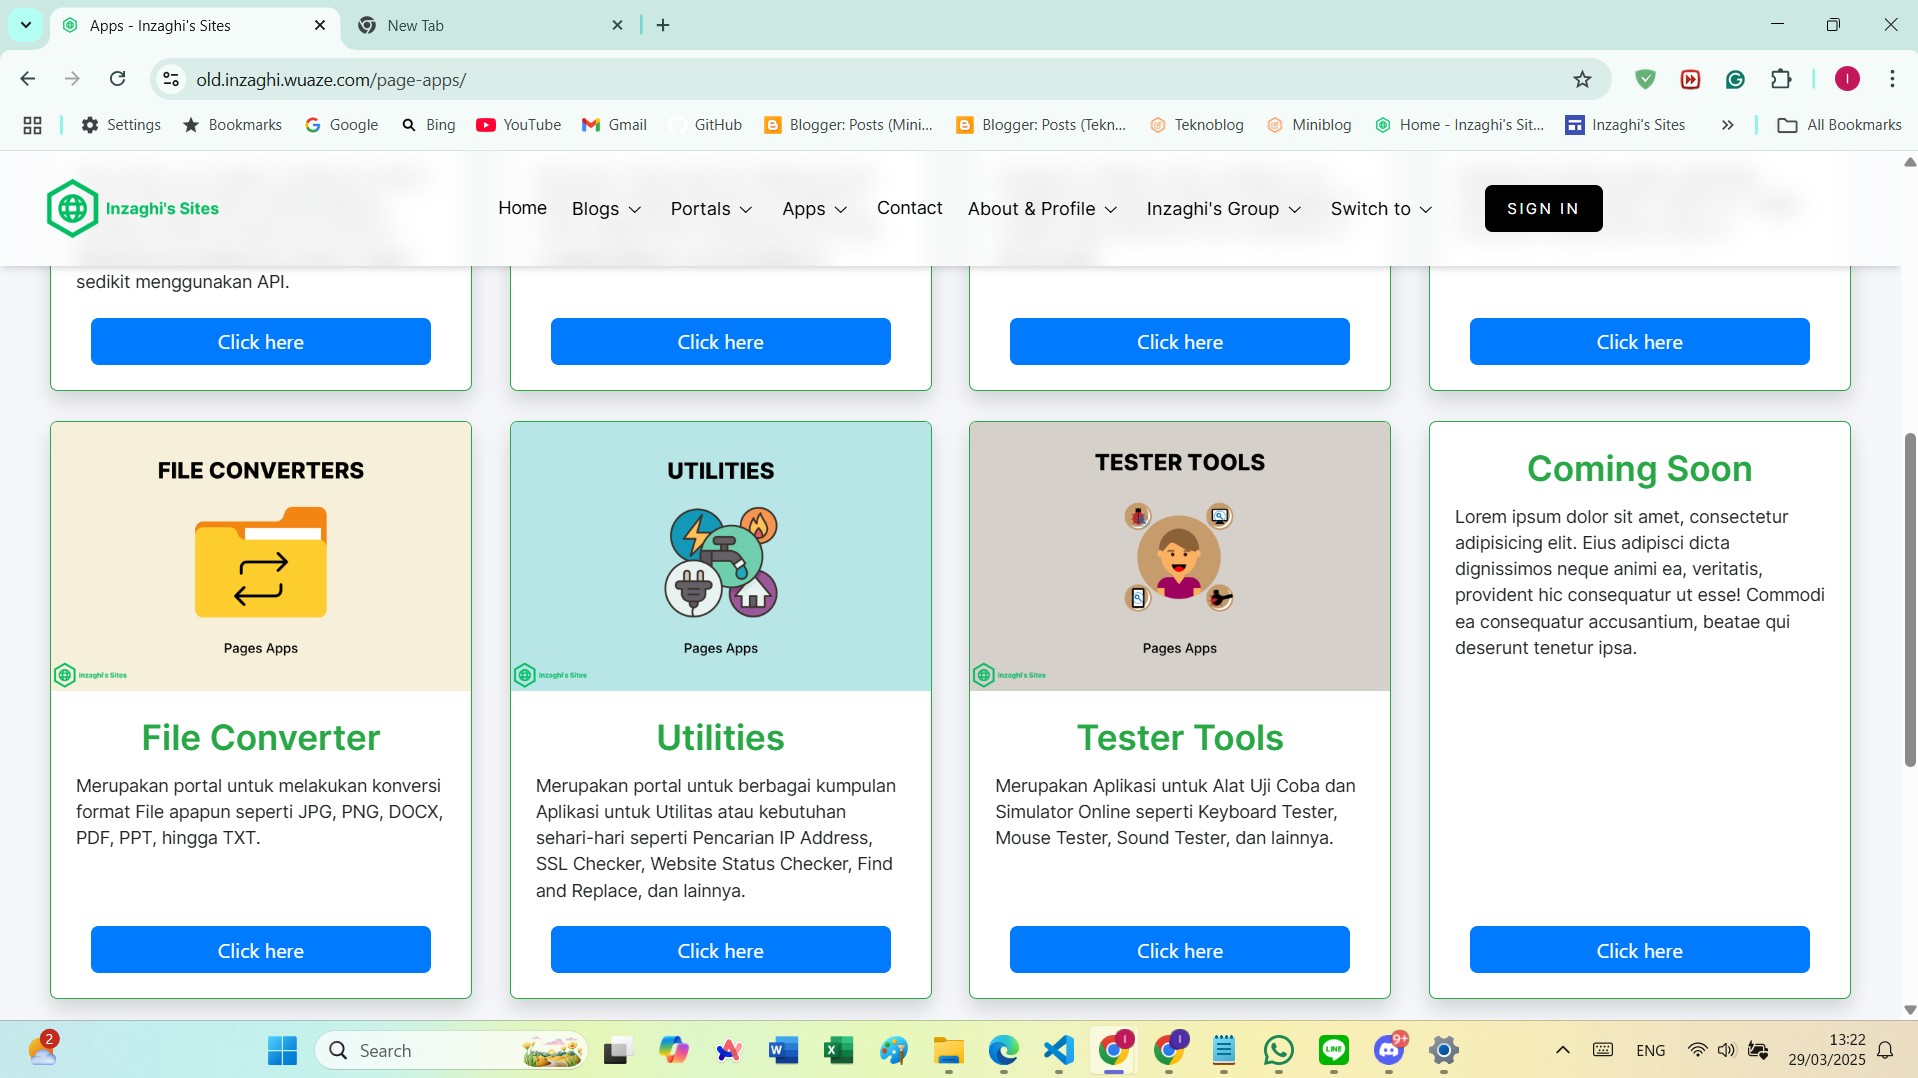 Apps - Inzaghi's Sites
New Tab
old.inzaghi.wuaze.com/page-apps/
I
Settings
Bookmarks
Google
Bing
YouTube
Gmail
GitHub
Blogger: Posts (Mini...
Blogger: Posts (Tekn...
Teknoblog
Miniblog
Home - Inzaghi's Sit...
Inzaghi's Sites
All Bookmarks
Inzaghi's Sites
Home
Blogs
Portals
Apps
Contact
About & Profile
Inzaghi's Group
Switch to
SIGN IN
sedikit menggunakan API.
Click here
Click here
Click here
Click here
FILE CONVERTERS
Pages Apps
Inzaghi's Sites
File Converter
Merupakan portal untuk melakukan konversi
format File apapun seperti JPG, PNG, DOCX,
PDF, PPT, hingga TXT.
Click here
UTILITIES
Pages Apps
Inzaghi's Sites
Utilities
Merupakan portal untuk berbagai kumpulan
Aplikasi untuk Utilitas atau kebutuhan
sehari-hari seperti Pencarian IP Address,
SSL Checker, Website Status Checker, Find
and Replace, dan lainnya.
Click here
TESTER TOOLS
Pages Apps
Inzaghi's Sites
Tester Tools
Merupakan Aplikasi untuk Alat Uji Coba dan
Simulator Online seperti Keyboard Tester,
Mouse Tester, Sound Tester, dan lainnya.
Click here
Coming Soon
Lorem ipsum dolor sit amet, consectetur
adipisicing elit. Eius adipisci dicta
dignissimos neque animi ea, veritatis,
provident hic consequatur ut esse! Commodi
ea consequatur accusantium, beatae qui
deserunt tenetur ipsa.
Click here
2
Search
I
I
LINE
9+
ENG
13:22
29/03/2025